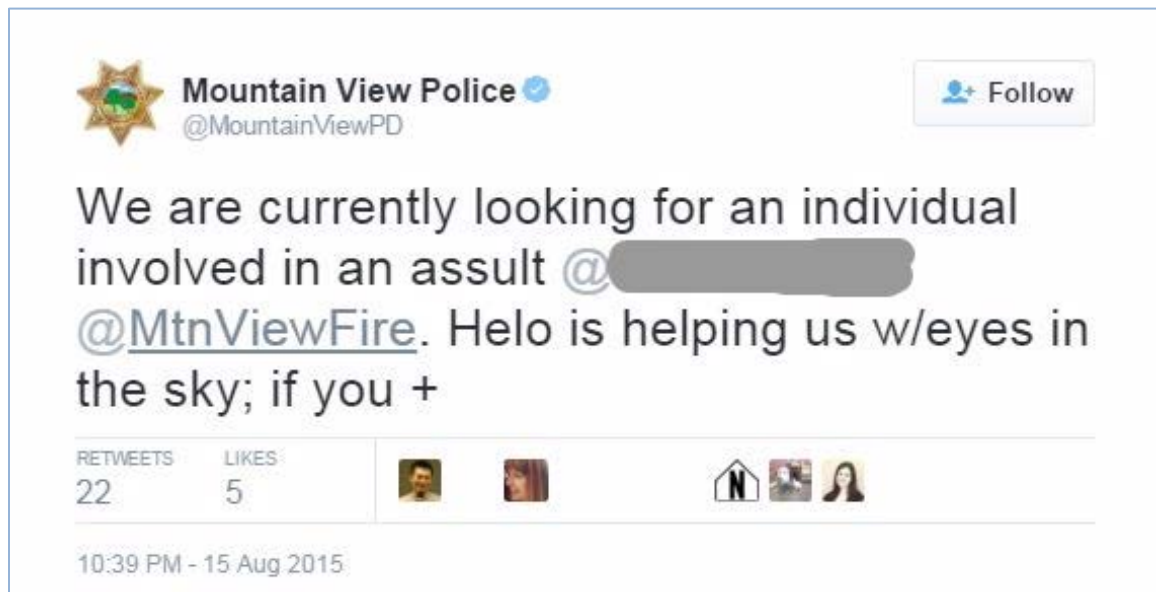 Mountain View Police
@MountainViewPD
Follow
We are currently looking for an individual
involved in an assult @
@MtnViewFire. Helo is helping us w/eyes in
the sky; if you +
RETWEETS LIKES
22 5
N
10:39 PM - 15 Aug 2015